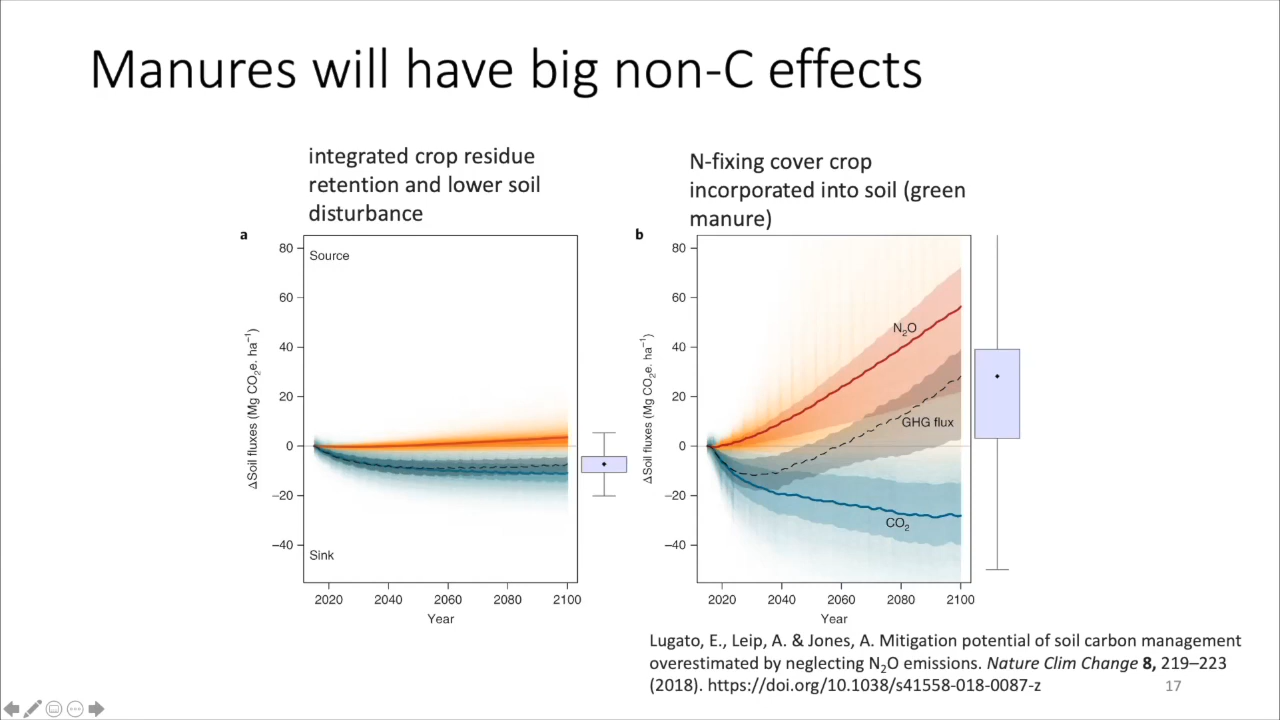 Manures will have big non-C effects
integrated crop residue
retention and lower soil
disturbance
N-fixing cover crop
incorporated into soil (green
manure)
a
80
60
40
20
0
–20
–40
ΔSoil fluxes (Mg CO₂e. ha⁻¹)
Source
Sink
2020 2040 2060 2080 2100
Year
b
80
60
40
20
0
–20
–40
ΔSoil fluxes (Mg CO₂e. ha⁻¹)
N₂O
GHG flux
CO₂
2020 2040 2060 2080 2100
Year
Lugato, E., Leip, A. & Jones, A. Mitigation potential of soil carbon management
overestimated by neglecting N₂O emissions. Nature Clim Change 8, 219–223
(2018). https://doi.org/10.1038/s41558-018-0087-z
17